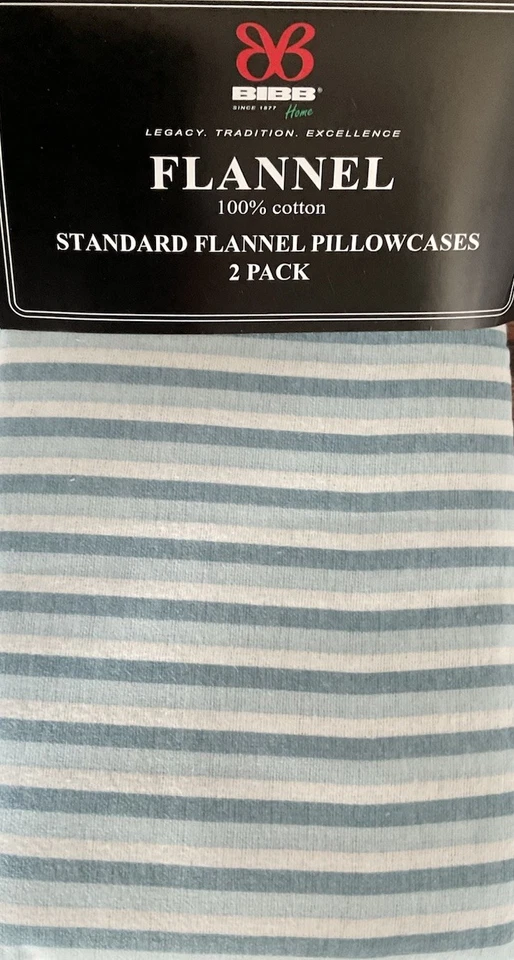 BIBB®
SINCE 1877 Home
LEGACY. TRADITION. EXCELLENCE
FLANNEL
100% cotton
STANDARD FLANNEL PILLOWCASES
2 PACK